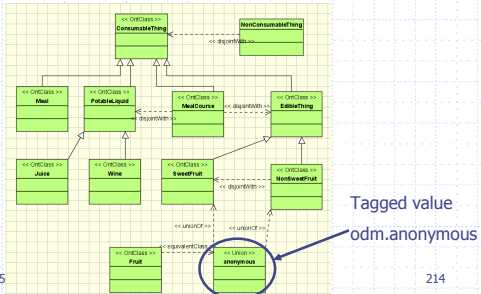 << OntClass >>
ConsumableThing
<< OntClass >>
NonConsumableThing
<< disjointWith >>
<< OntClass >>
Meal
<< OntClass >>
PotableLiquid
<< OntClass >>
MealCourse
<< disjointWith >>
<< OntClass >>
EdibleThing
<< disjointWith >>
<< OntClass >>
Juice
<< OntClass >>
Wine
<< OntClass >>
SweetFruit
<< OntClass >>
NonSweetFruit
<< disjointWith >>
<< unionOf >>
<< unionOf >>
<< equivalentClass >>
<< OntClass >>
Fruit
<< Union >>
anonymous
Tagged value
odm.anonymous
5
214